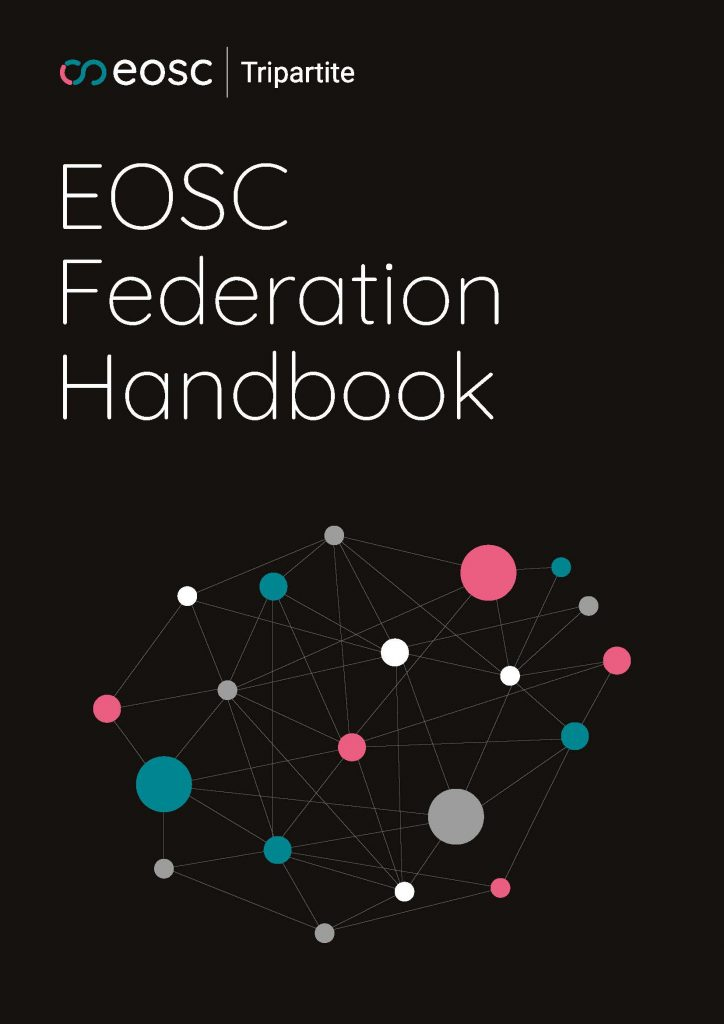 eosc | Tripartite
EOSC
Federation
Handbook